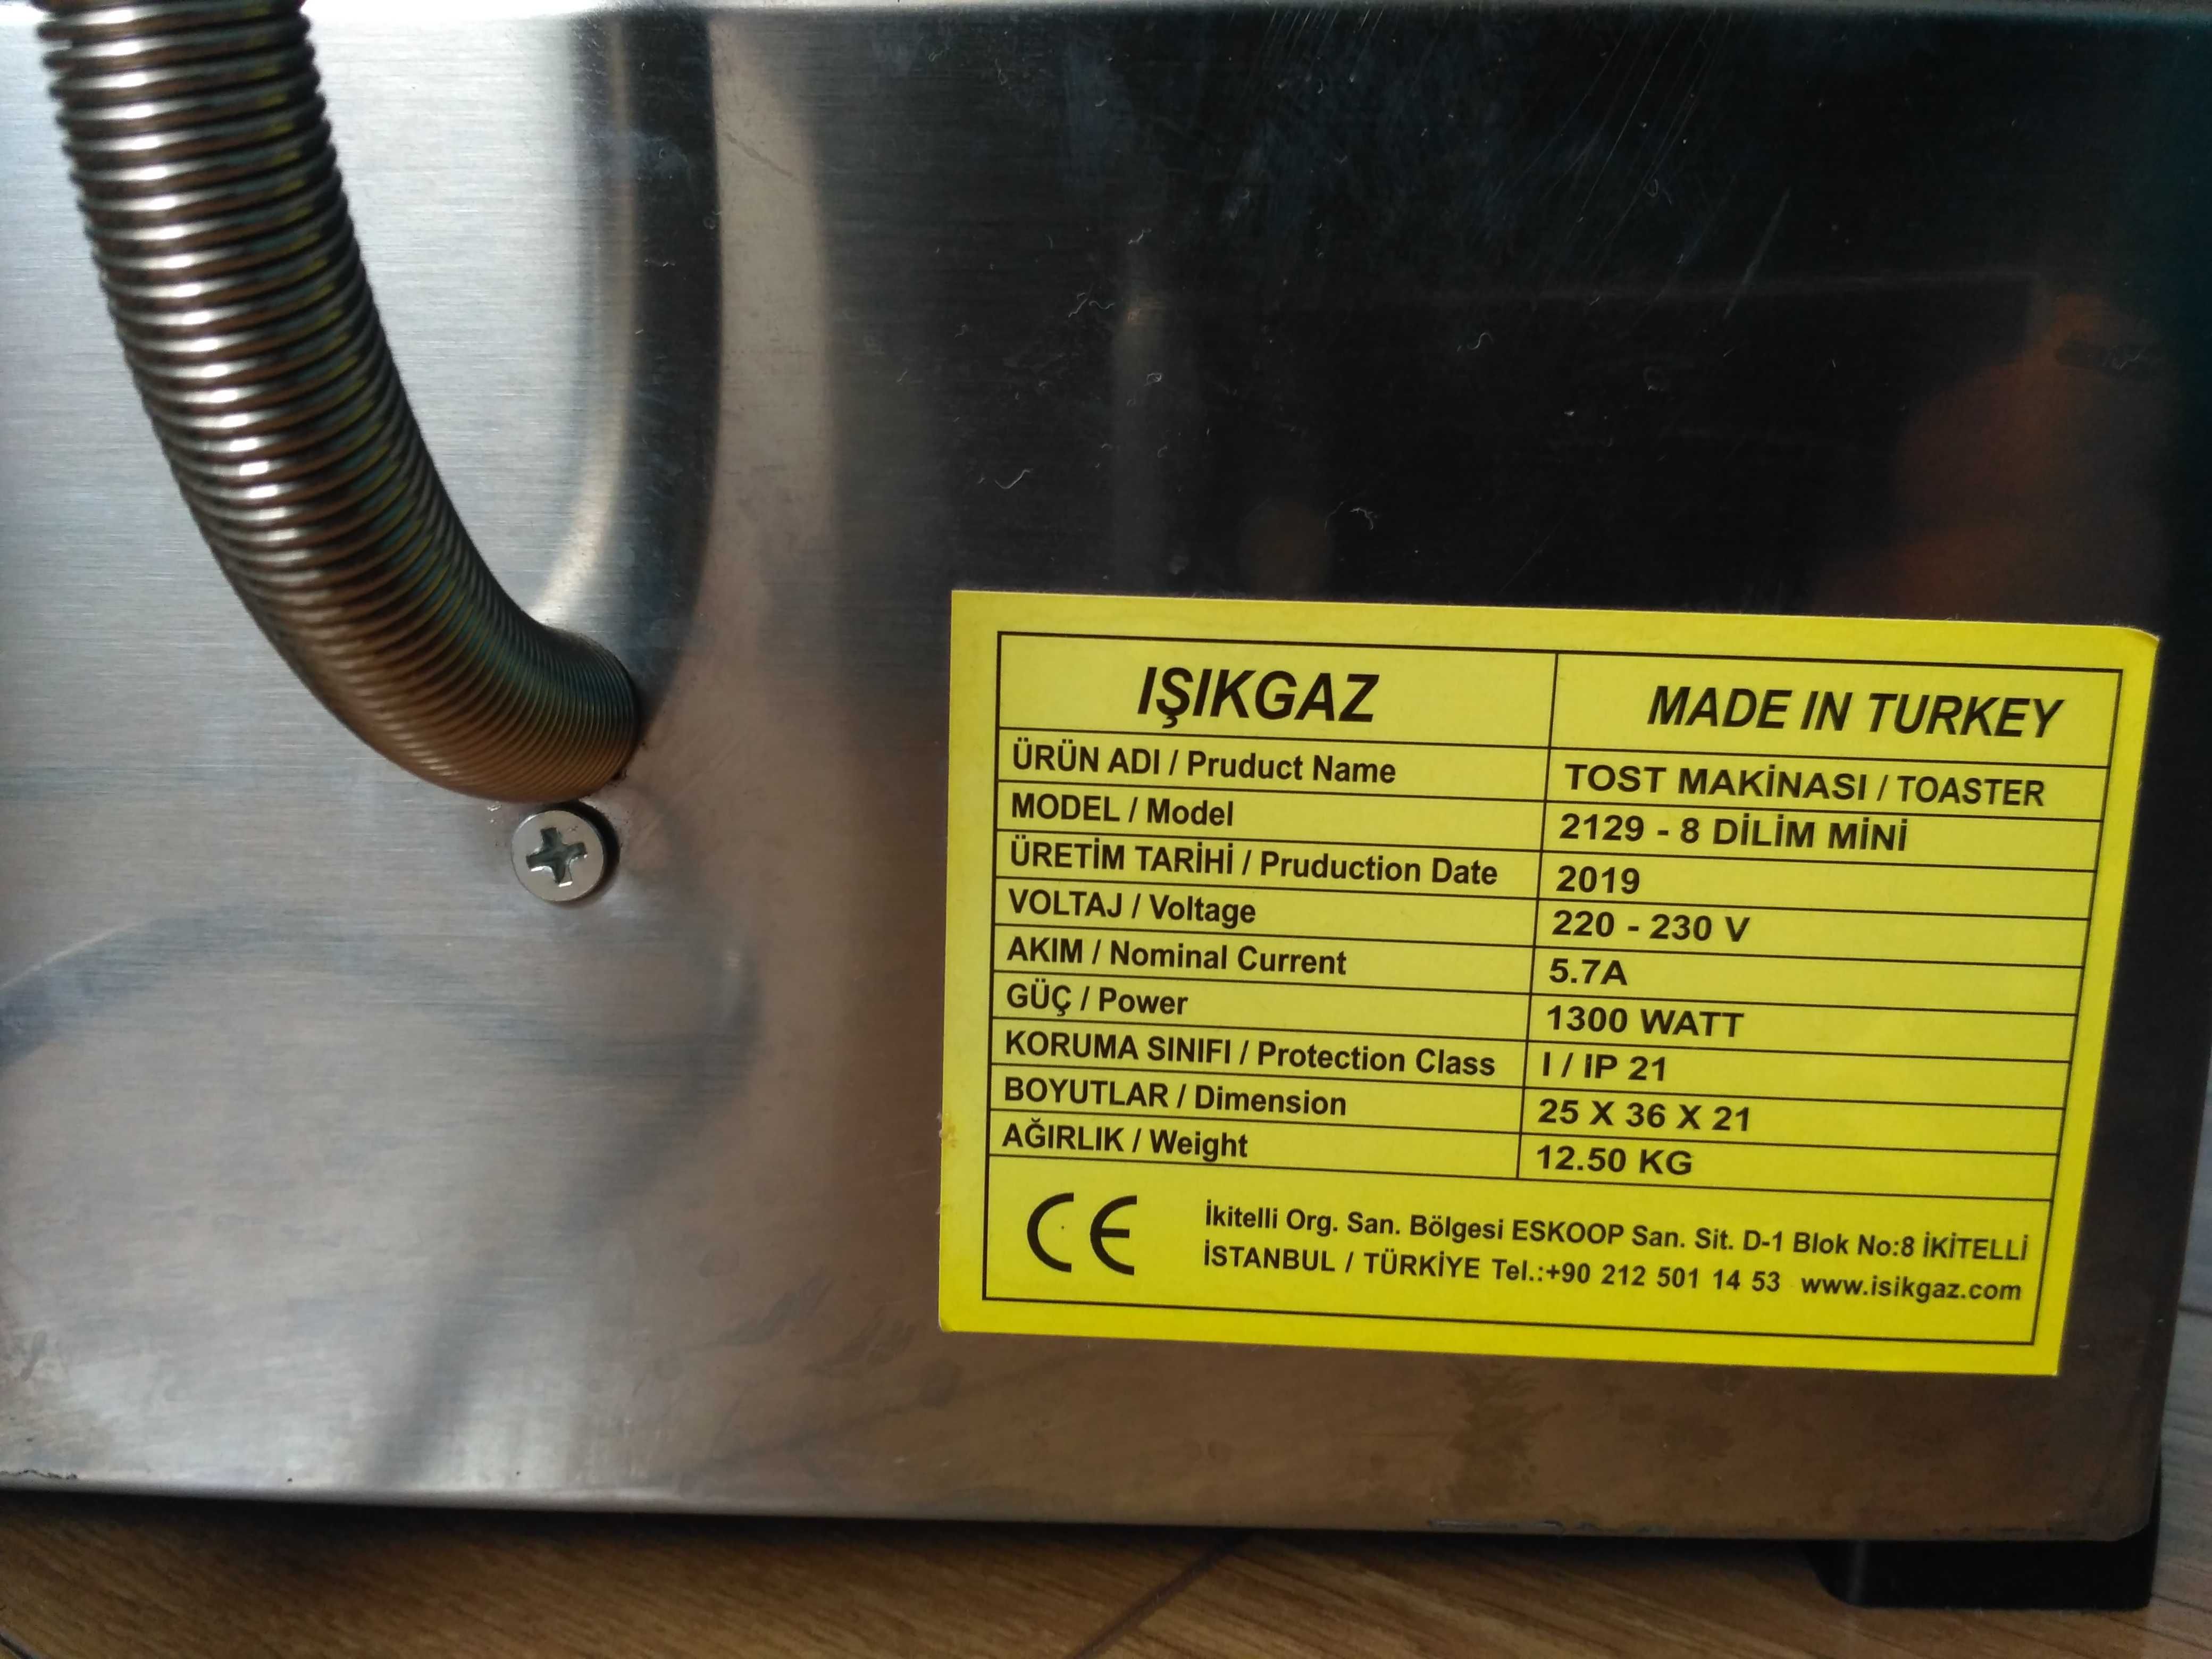 IŞIKGAZ MADE IN TURKEY
ÜRÜN ADI / Pruduct Name TOST MAKİNASI / TOASTER
MODEL / Model 2129 - 8 DİLİM MİNİ
ÜRETİM TARİHİ / Pruduction Date 2019
VOLTAJ / Voltage 220 - 230 V
AKIM / Nominal Current 5.7A
GÜÇ / Power 1300 WATT
KORUMA SINIFI / Protection Class I / IP 21
BOYUTLAR / Dimension 25 X 36 X 21
AĞIRLIK / Weight 12.50 KG
CE
İkitelli Org. San. Bölgesi ESKOOP San. Sit. D-1 Blok No:8 İKİTELLİ
İSTANBUL / TÜRKİYE Tel.:+90 212 501 14 53 www.isikgaz.com